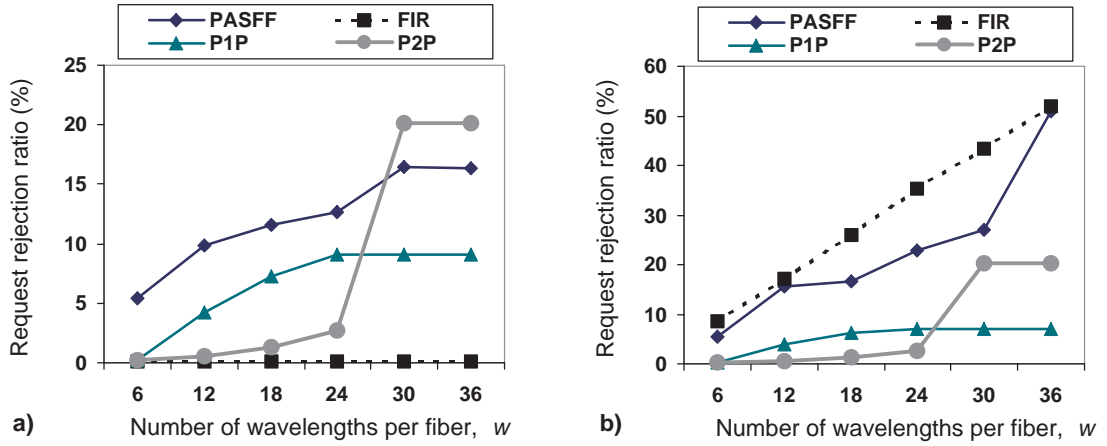 PASFF FIR
P1P P2P
Request rejection ratio (%)
25
20
15
10
5
0
6 12 18 24 30 36
a) Number of wavelengths per fiber, w
PASFF FIR
P1P P2P
Request rejection ratio (%)
60
50
40
30
20
10
0
6 12 18 24 30 36
b) Number of wavelengths per fiber, w